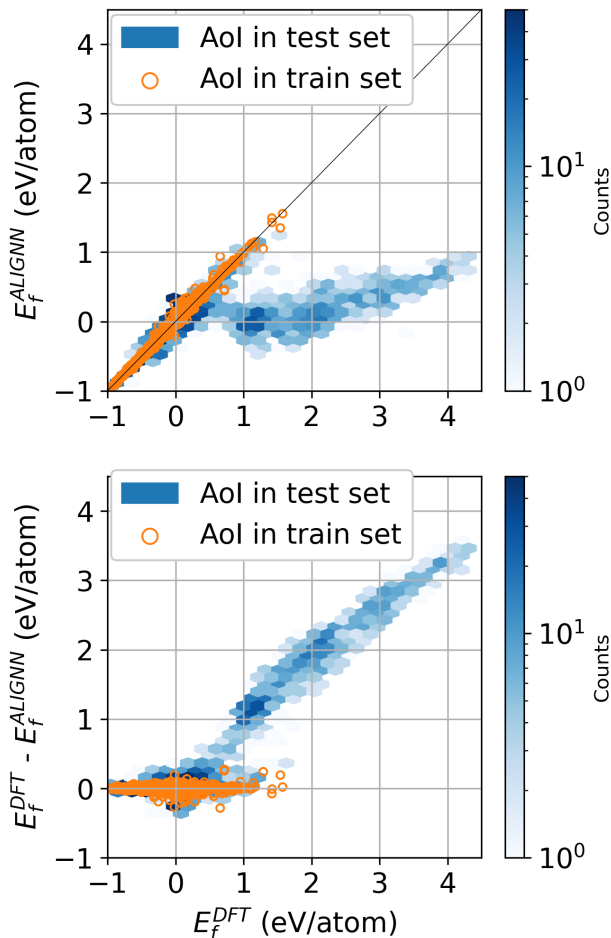 AoI in test set
AoI in train set
4
3
2
1
0
−1
E_f^{ALIGNN} (eV/atom)
−1 0 1 2 3 4
10^1
10^0
Counts
AoI in test set
AoI in train set
4
3
2
1
0
−1
E_f^{DFT} - E_f^{ALIGNN} (eV/atom)
−1 0 1 2 3 4
E_f^{DFT} (eV/atom)
10^1
10^0
Counts